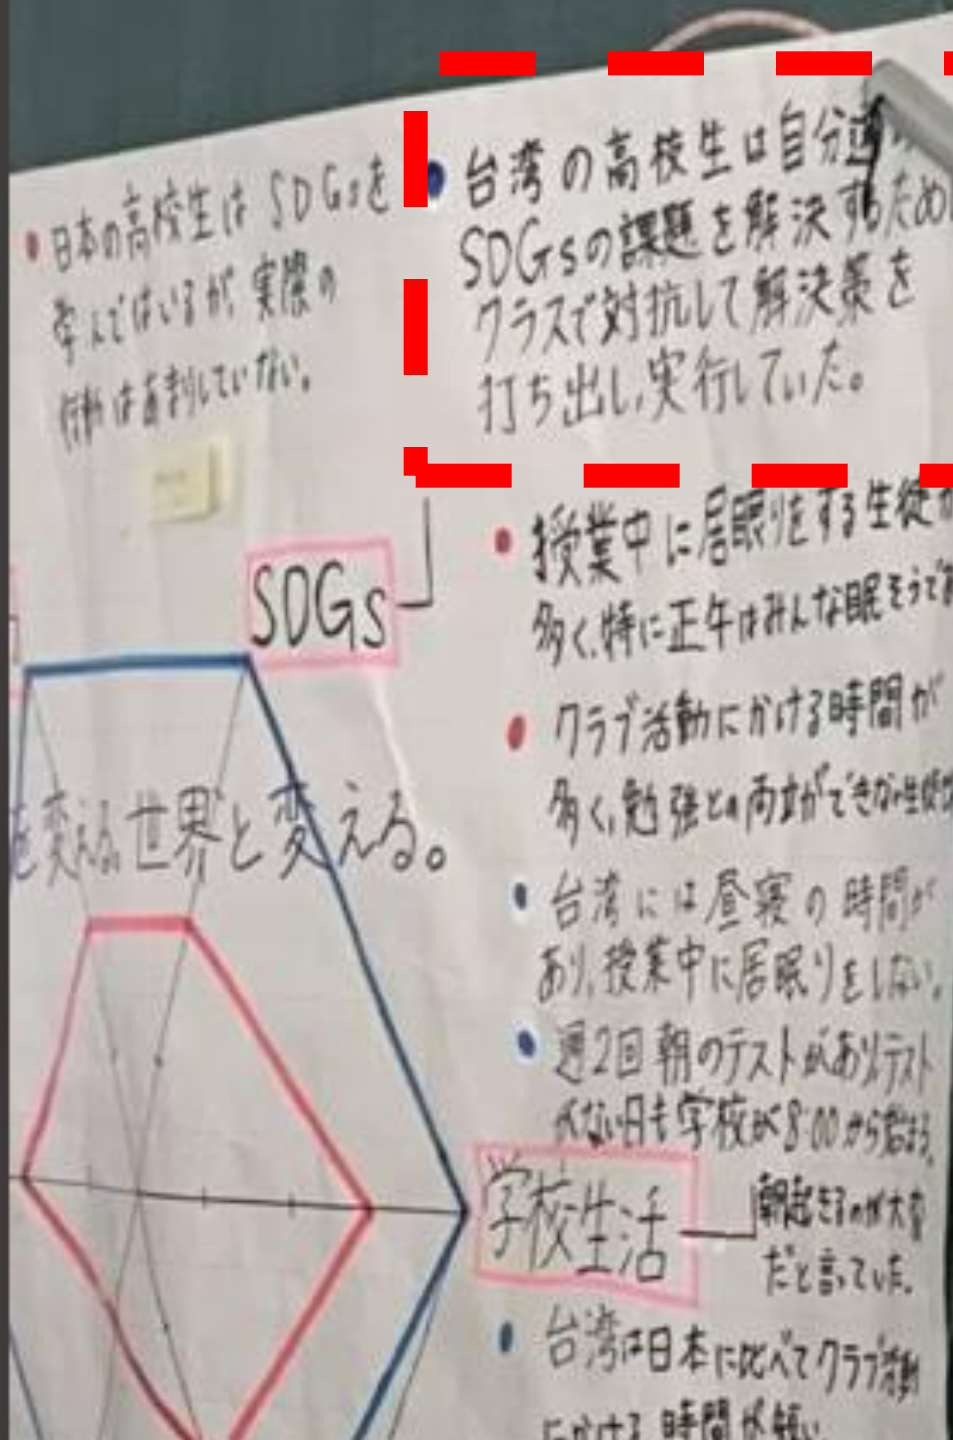 ・日本の高校生は SDGsを
学んではいるが、実際の
行動はあまりしていない。
・台湾の高校生は自分達
SDGsの課題を解決するため
クラスで対抗して解決策を
打ち出し、実行していた。
SDGs
・授業中に居眠りをする生徒が
多く、特に正午はみんな眠そうで
・クラブ活動にかける時間が
多く、勉強との両立ができない生徒
を変える。世界と変える。
・台湾には昼寝の時間が
あり、授業中に居眠りをしない。
・週2回朝のテストがありテスト
がない日も学校が8:00から始まる。
学校生活
朝起きるのが大変
だと言っていた。
・台湾は日本に比べてクラブ活動
にかける時間が短い